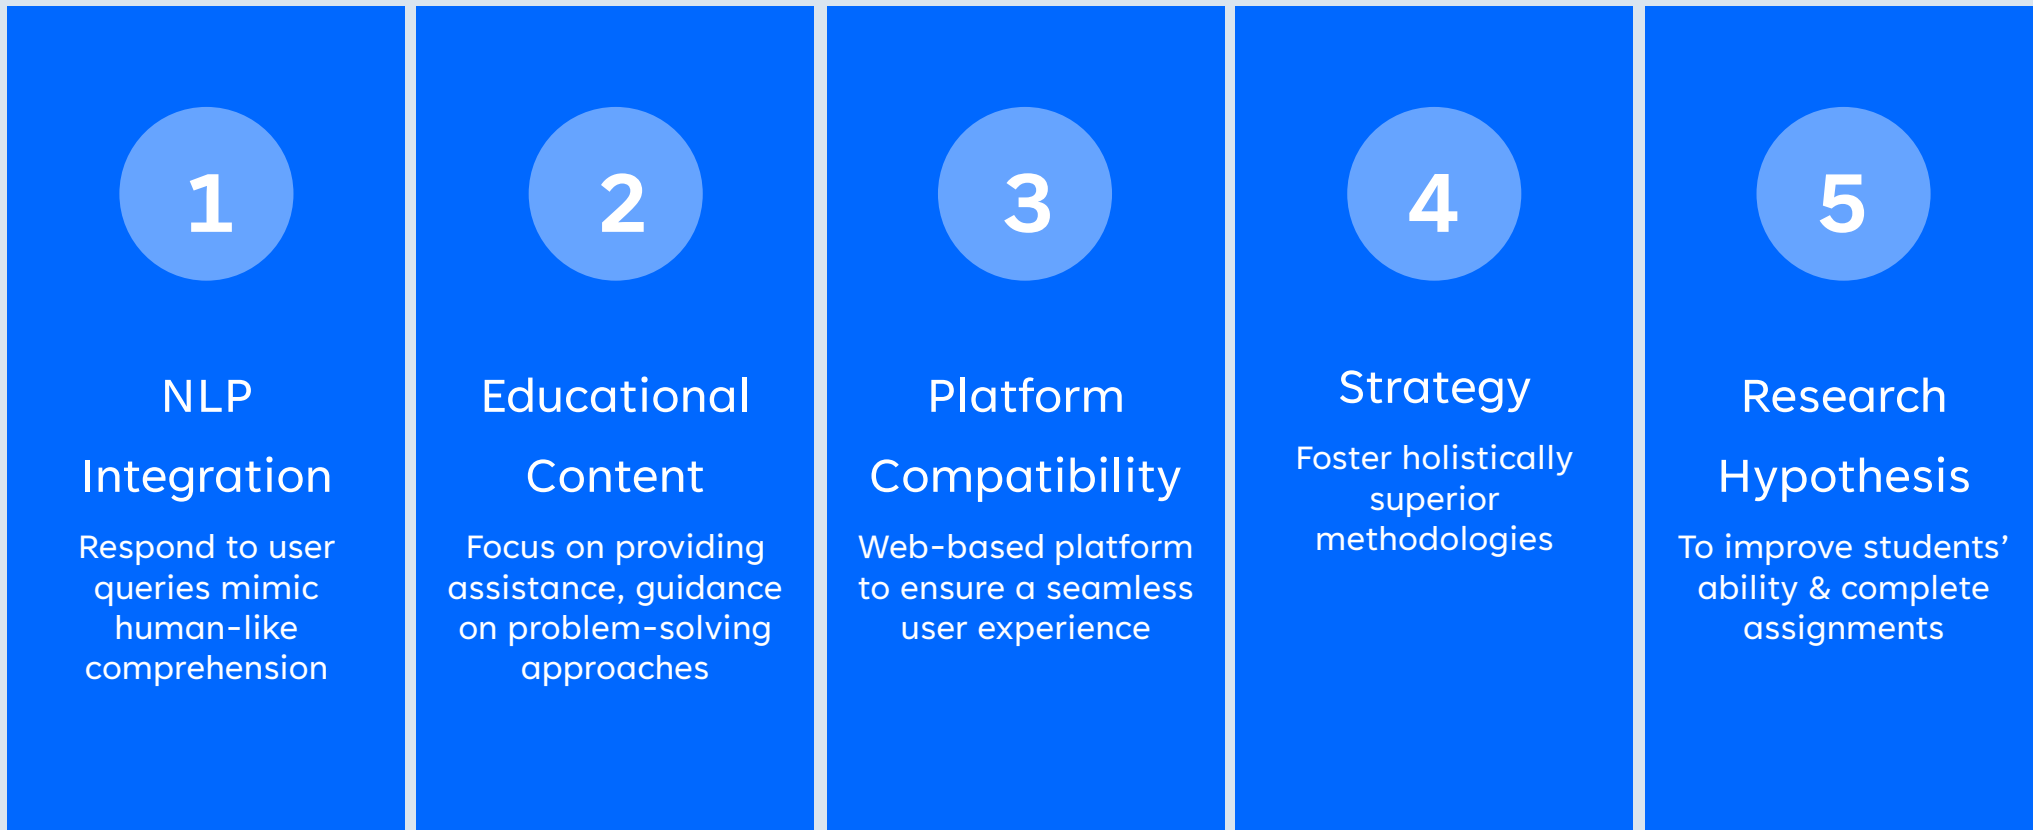 1
NLP
Integration
Respond to user
queries mimic
human-like
comprehension
2
Educational
Content
Focus on providing
assistance, guidance
on problem-solving
approaches
3
Platform
Compatibility
Web-based platform
to ensure a seamless
user experience
4
Strategy
Foster holistically
superior
methodologies
5
Research
Hypothesis
To improve students’
ability & complete
assignments